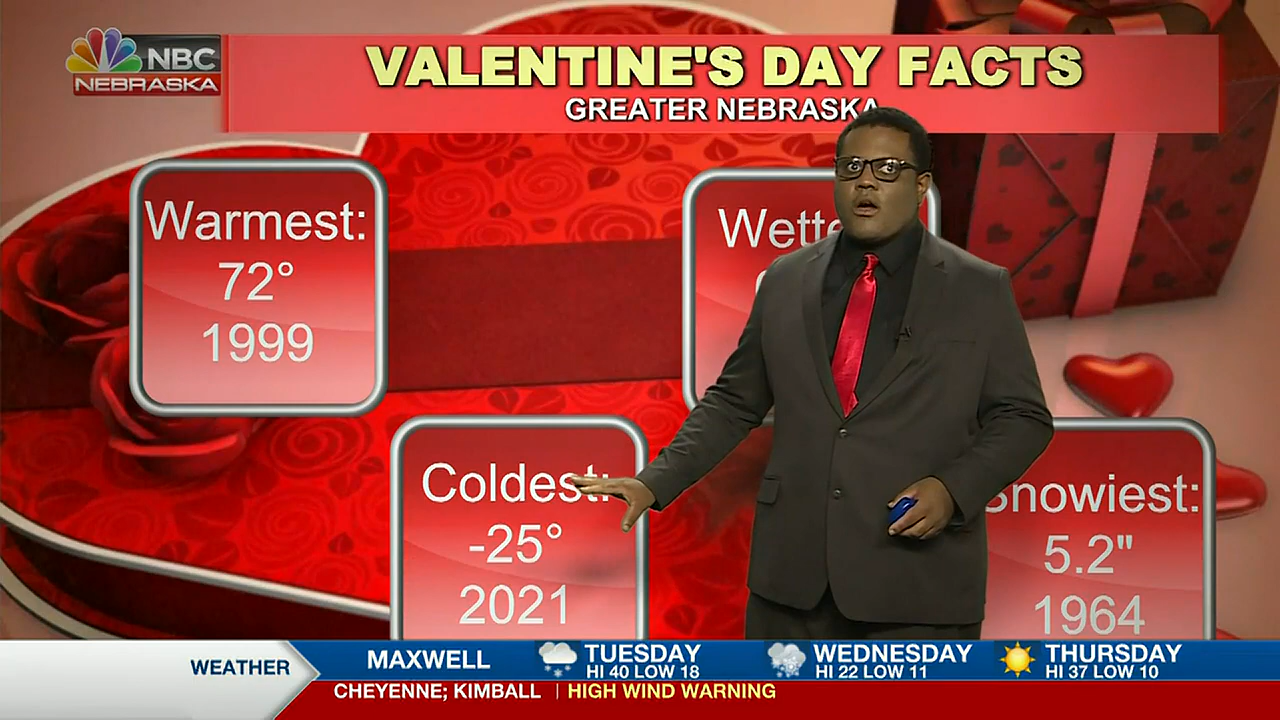 NBC
NEBRASKA
VALENTINE'S DAY FACTS
GREATER NEBRASKA
Warmest:
72°
1999
Wette
Coldest:
-25°
2021
Snowiest:
5.2"
1964
WEATHER
MAXWELL
TUESDAY
HI 40 LOW 18
WEDNESDAY
HI 22 LOW 11
THURSDAY
HI 37 LOW 10
CHEYENNE; KIMBALL | HIGH WIND WARNING